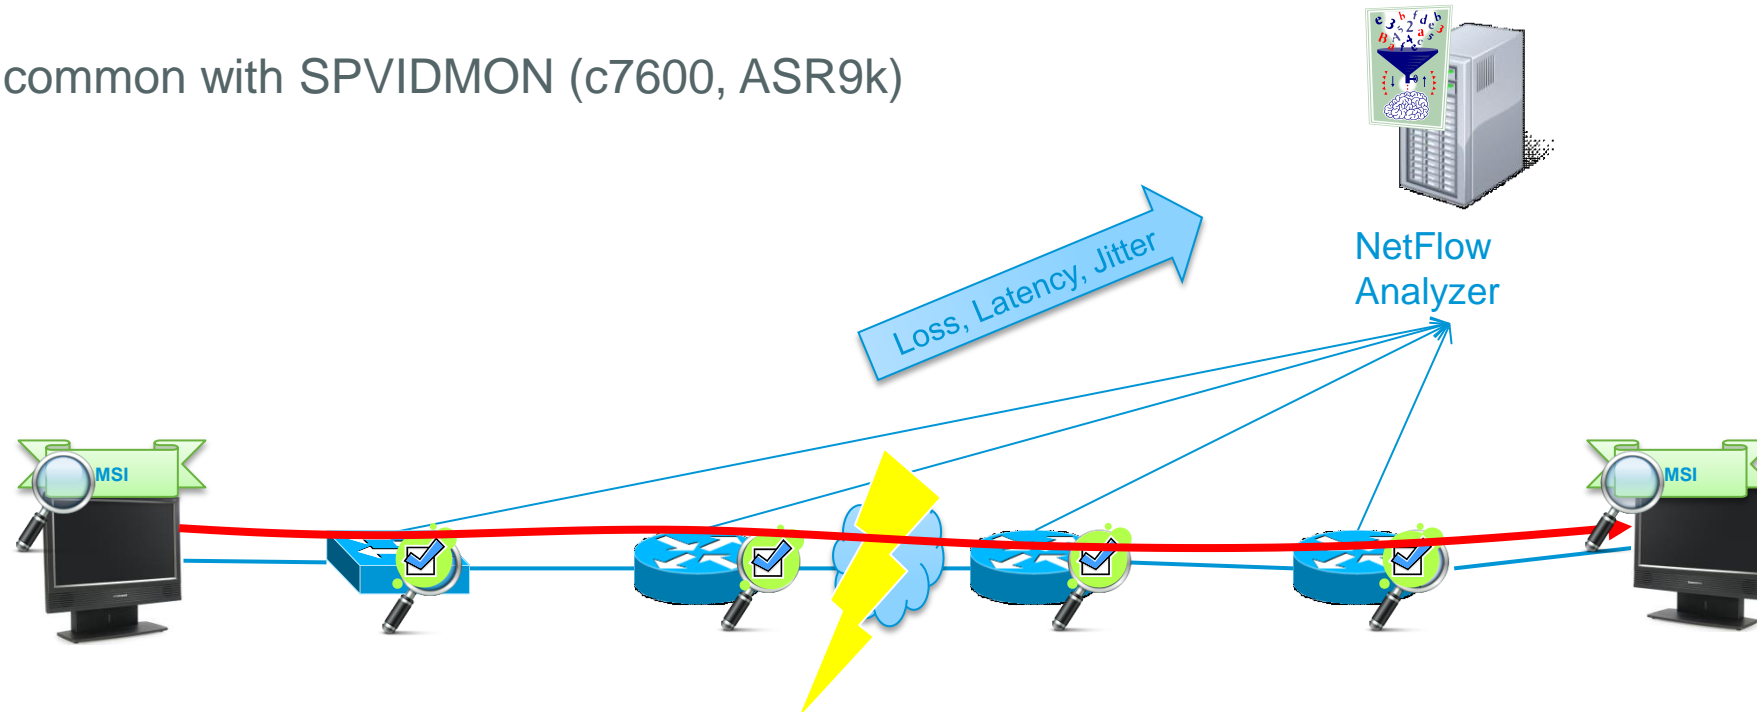 common with SPVIDMON (c7600, ASR9k)
Loss, Latency, Jitter
NetFlow
Analyzer
MSI
MSI